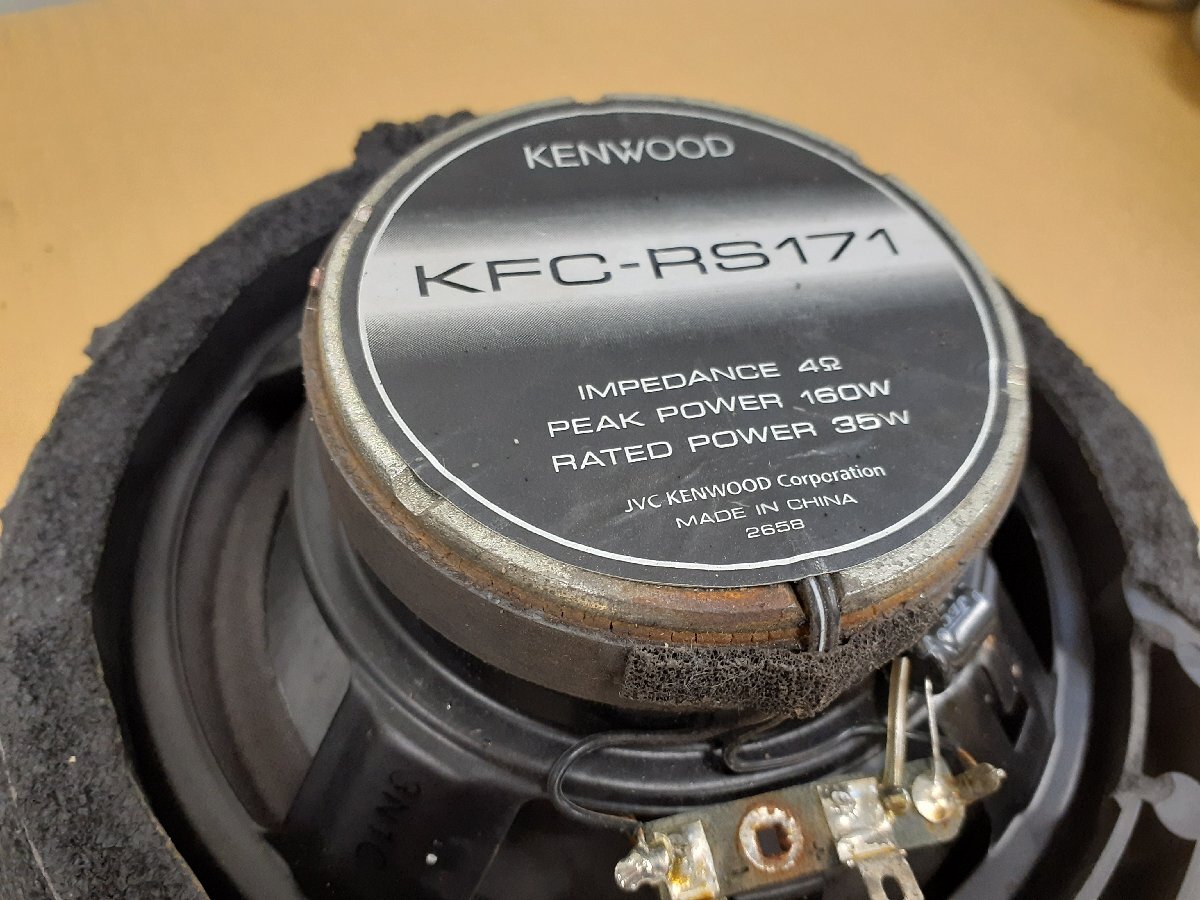 KENWOOD
KFC-RS171
IMPEDANCE 4Ω
PEAK POWER 160W
RATED POWER 35W
JVC KENWOOD Corporation
MADE IN CHINA
2658